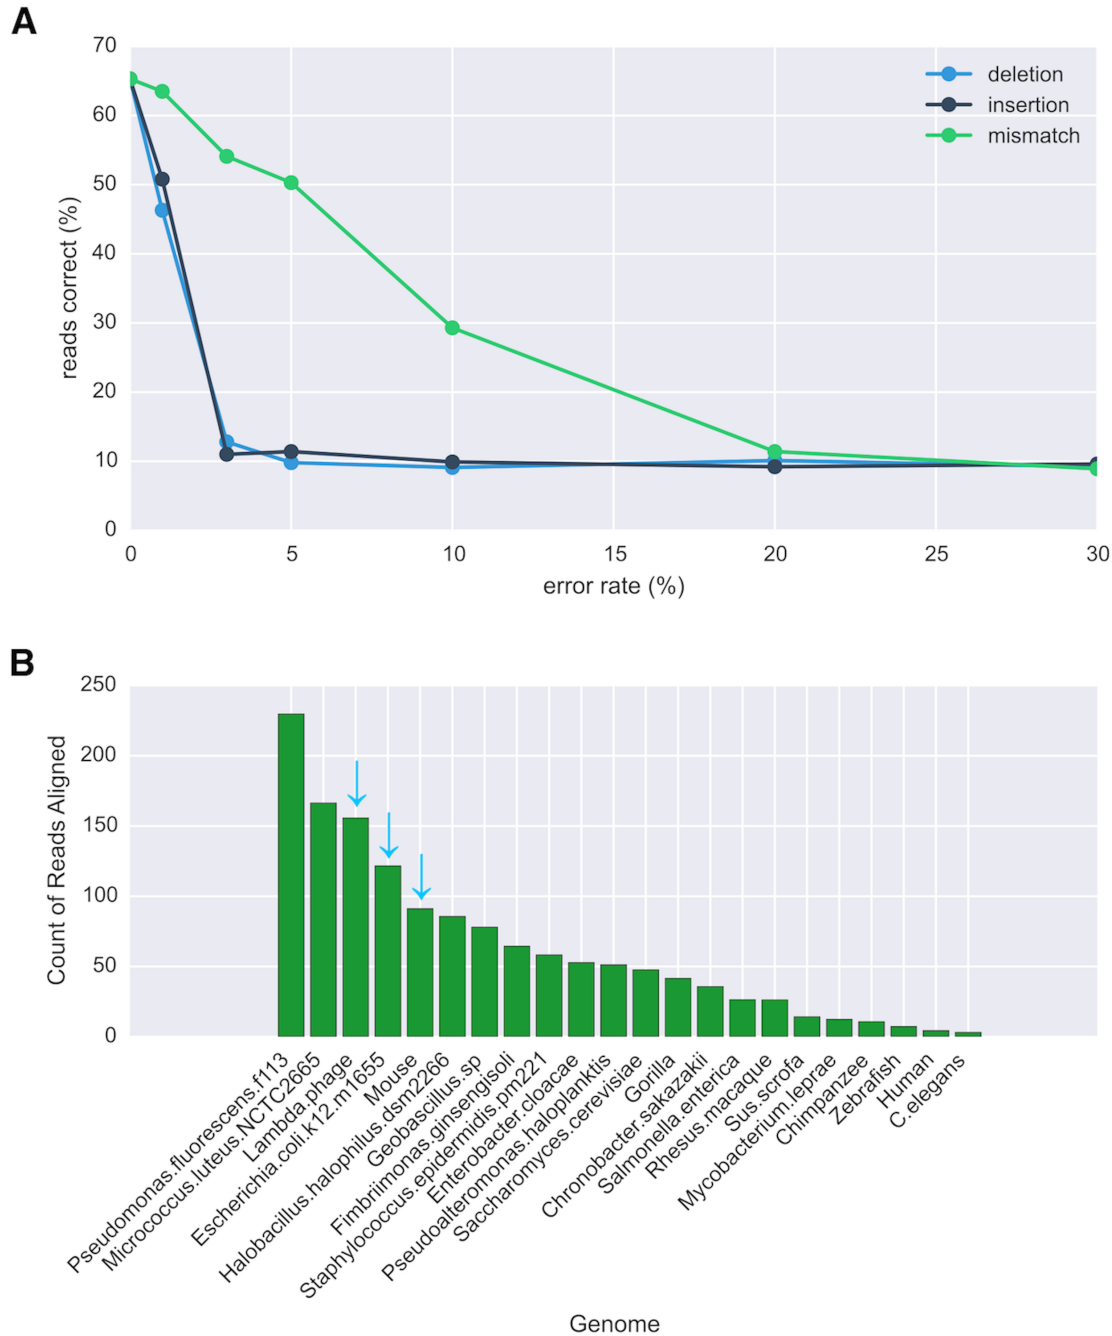 A
70
60
50
40
30
20
10
0
reads correct (%)
deletion
insertion
mismatch
0 5 10 15 20 25 30
error rate (%)
B
250
200
150
100
50
0
Count of Reads Aligned
Pseudomonas.fluorescens.f113
Micrococcus.luteus.NCTC2665
Lambda.phage
Escherichia.coli.k12.m1655
Mouse
Halobacillus.halophilus.dsm2266
Geobascillus.sp
Fimbriimonas.ginsengisoli
Staphylococcus.epidermitis.pm221
Enterobacter.cloacae
Pseudoalteromonas.haloplanktis
Saccharomyces.cerevisiae
Gorilla
Chronobacter.sakazakii
Salmonella.enterica
Rhesus.macaque
Sus.scrofa
Mycobacterium.leprae
Chimpanzee
Zebrafish
Human
C.elegans
Genome